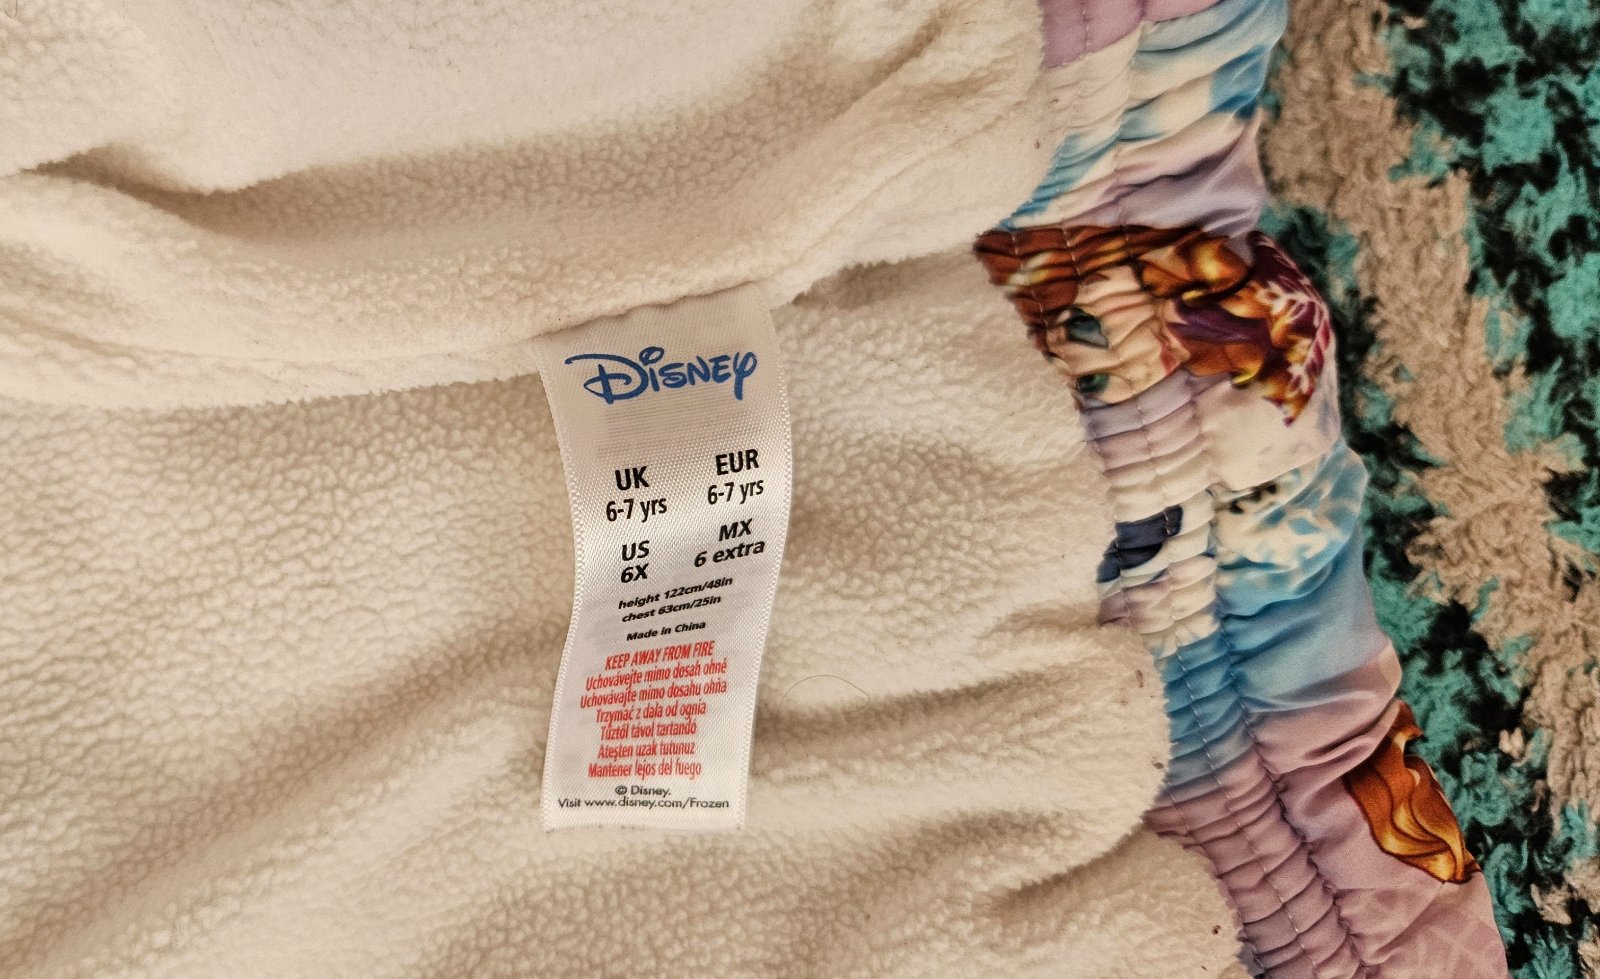 Disney
UK
6-7 yrs
EUR
6-7 yrs
US
6X
MX
6 extra
height 122cm/48in
chest 63cm/25in
Made in China
KEEP AWAY FROM FIRE
Uchovávejte mimo dosah ohné
Uchovávajte mimo dosahu ohňa
Trzymać z dala od ognia
Tűztől távol tartandó
Ateşten uzak tutunuz
Mantener lejos del fuego
© Disney.
Visit www.disney.com/Frozen